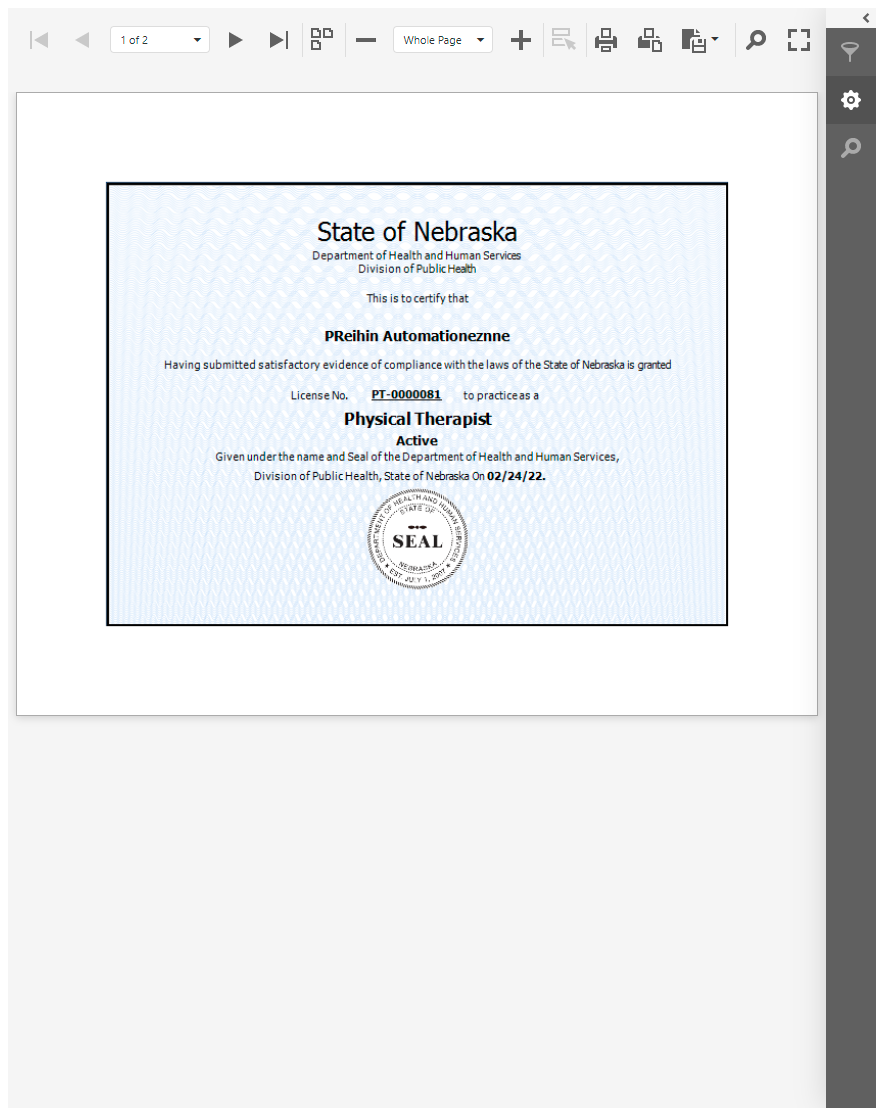 1 of 2
Whole Page
State of Nebraska
Department of Health and Human Services
Division of Public Health
This is to certify that
PReihin Automationeznne
Having submitted satisfactory evidence of compliance with the laws of the State of Nebraska is granted
License No. PT-0000081 to practice as a
Physical Therapist
Active
Given under the name and Seal of the Department of Health and Human Services,
Division of Public Health, State of Nebraska On 02/24/22.
DEPARTMENT OF HEALTH AND HUMAN SERVICES
STATE OF
SEAL
NEBRASKA
★ EST. JULY 1, 2007 ★